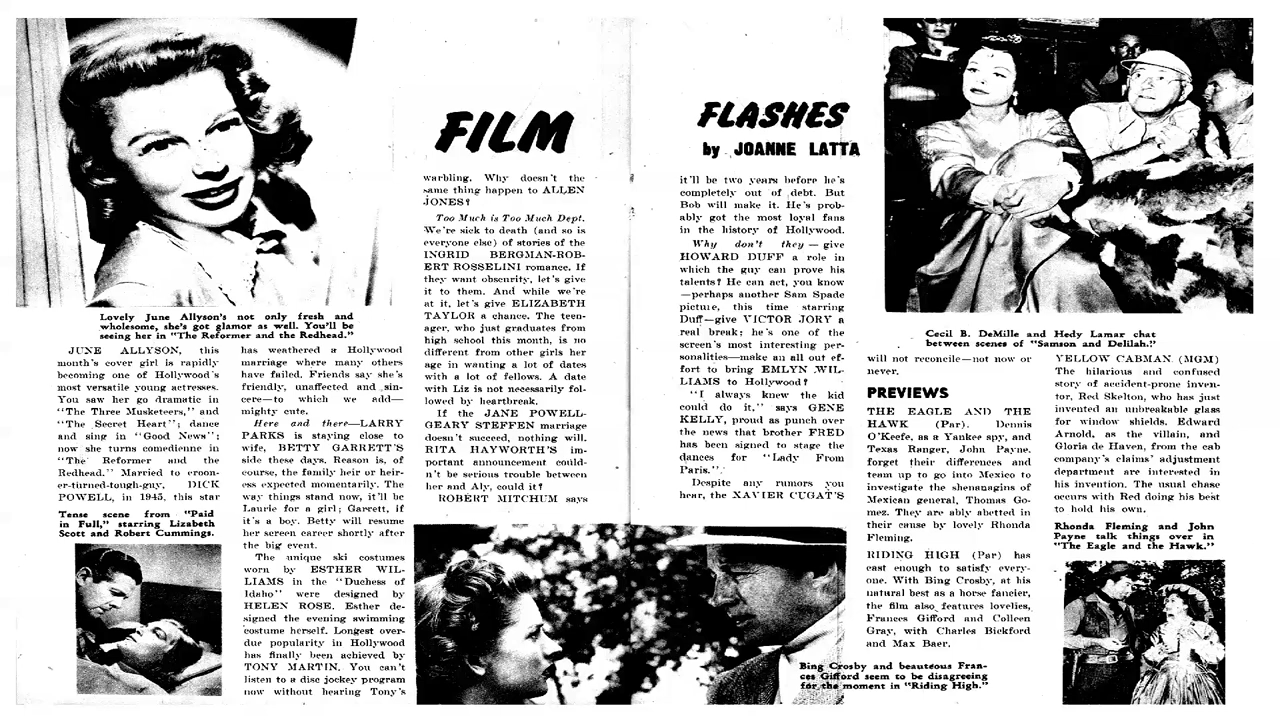 FILM
FLASHES
by JOANNE LATTA
Lovely June Allyson's not only fresh and
wholesome, she's got glamor as well. You'll be
seeing her in "The Reformer and the Redhead."
JUNE ALLYSON, this
month's cover girl is rapidly
becoming one of Hollywood's
most versatile young actresses.
You saw her go dramatic in
"The Three Musketeers," and
"The Secret Heart"; dance
and sing in "Good News";
now she turns comedienne in
"The Reformer and the
Redhead." Married to croon-
er-turned-tough-guy, DICK
POWELL, in 1945, this star
Tense scene from "Paid
in Full," starring Lizabeth
Scott and Robert Cummings.
has weathered a Hollywood
marriage where many others
have failed. Friends say she's
friendly, unaffected and sin-
cere—to which we add—
mighty cute.
Here and there—LARRY
PARKS is staying close to
wife, BETTY GARRETT'S
side these days. Reason is, of
course, the family heir or heir-
ess expected momentarily. The
way things stand now, it'll be
Laurie for a girl; Garrett, if
it's a boy. Betty will resume
her screen career shortly after
the big event.
The unique ski costumes
worn by ESTHER WIL-
LIAMS in the "Duchess of
Idaho" were designed by
HELEN ROSE. Esther de-
signed the evening swimming
costume herself. Longest over-
due popularity in Hollywood
has finally been achieved by
TONY MARTIN. You can't
listen to a disc jockey program
now without hearing Tony's
warbling. Why doesn't the
same thing happen to ALLEN
JONES?
Too Much is Too Much Dept.
We're sick to death (and so is
everyone else) of stories of the
INGRID BERGMAN-ROB-
ERT ROSSELINI romance. If
they want obscurity, let's give
it to them. And while we're
at it, let's give ELIZABETH
TAYLOR a chance. The teen-
ager, who just graduates from
high school this month, is no
different from other girls her
age in wanting a lot of dates
with a lot of fellows. A date
with Liz is not necessarily fol-
lowed by heartbreak.
If the JANE POWELL-
GEARY STEFFEN marriage
doesn't succeed, nothing will.
RITA HAYWORTH'S im-
portant announcement could-
n't be serious trouble between
her and Aly, could it?
ROBERT MITCHUM says
it'll be two years before he's
completely out of debt. But
Bob will make it. He's prob-
ably got the most loyal fans
in the history of Hollywood.
Why don't they — give
HOWARD DUFF a role in
which the guy can prove his
talents? He can act, you know
—perhaps another Sam Spade
picture, this time starring
Duff—give VICTOR JORY a
real break; he's one of the
screen's most interesting per-
sonalities—make an all out ef-
fort to bring EMLYN WIL-
LIAMS to Hollywood?
"I always knew the kid
could do it," says GENE
KELLY, proud as punch over
the news that brother FRED
has been signed to stage the
dances for "Lady From
Paris."
Despite any rumors you
hear, the XAVIER CUGAT'S
Cecil B. DeMille and Hedy Lamar chat
between scenes of "Samson and Delilah."
will not reconcile—not now or
never.
PREVIEWS
THE EAGLE AND THE
HAWK (Par). Dennis
O'Keefe, as a Yankee spy, and
Texas Ranger, John Payne,
forget their differences and
team up to go into Mexico to
investigate the shenanagins of
Mexican general, Thomas Go-
mez. They are ably abetted in
their cause by lovely Rhonda
Fleming.
RIDING HIGH (Par) has
cast enough to satisfy every-
one. With Bing Crosby, at his
natural best as a horse fancier,
the film also features lovelies,
Frances Gifford and Colleen
Gray, with Charles Bickford
and Max Baer.
YELLOW CABMAN (MGM)
The hilarious and confused
story of accident-prone inven-
tor, Red Skelton, who has just
invented an unbreakable glass
for window shields. Edward
Arnold, as the villain, and
Gloria de Haven, from the cab
company's claims' adjustment
department are interested in
his invention. The usual chase
occurs with Red doing his best
to hold his own.
Rhonda Fleming and John
Payne talk things over in
"The Eagle and the Hawk."
Bing Crosby and beauteous Fran-
ces Gifford seem to be disagreeing
for the moment in "Riding High."